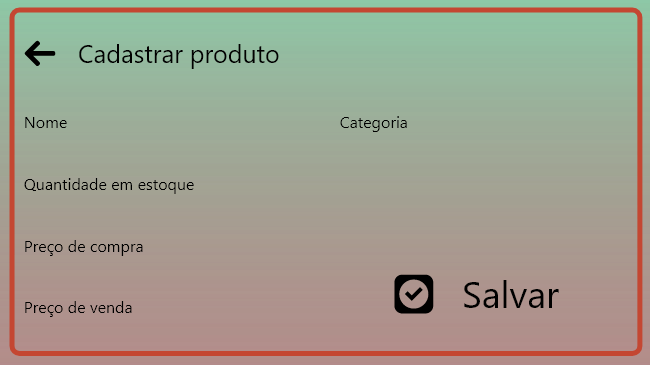 Cadastrar produto
Nome
Categoria
Quantidade em estoque
Preço de compra
Preço de venda
Salvar